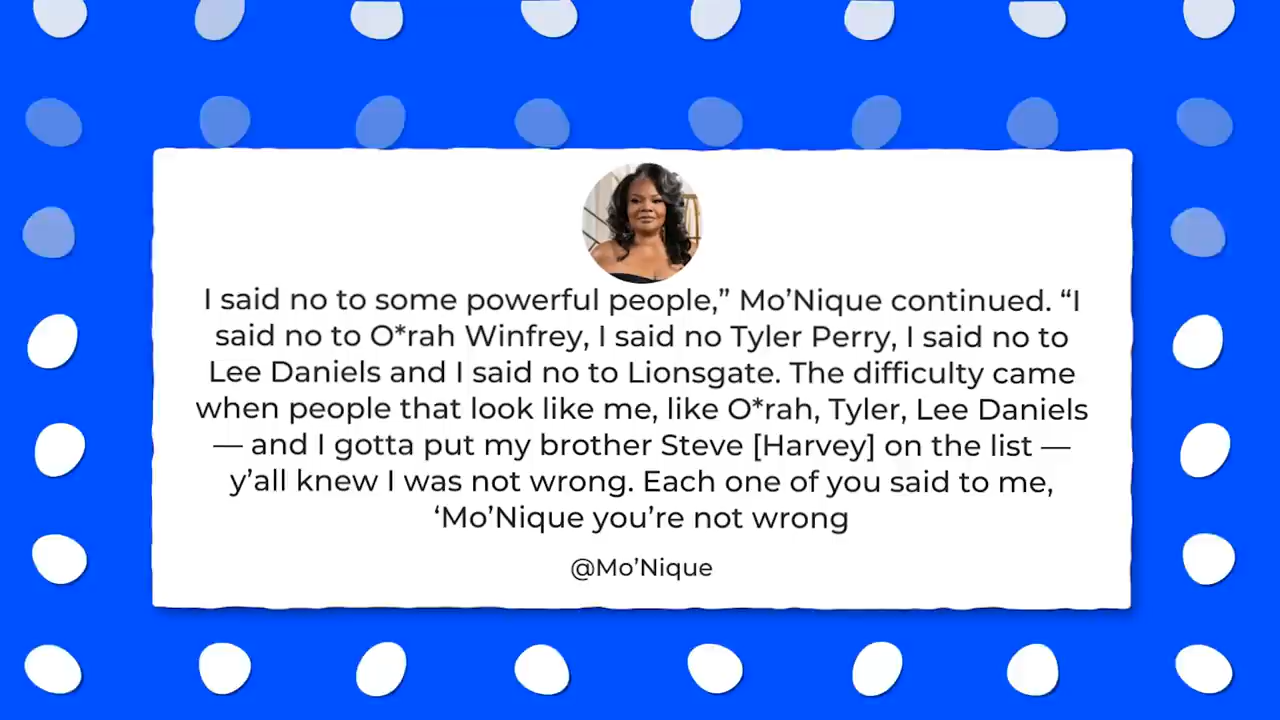 I said no to some powerful people,” Mo’Nique continued. “I
said no to O*rah Winfrey, I said no Tyler Perry, I said no to
Lee Daniels and I said no to Lionsgate. The difficulty came
when people that look like me, like O*rah, Tyler, Lee Daniels
— and I gotta put my brother Steve [Harvey] on the list —
y’all knew I was not wrong. Each one of you said to me,
‘Mo’Nique you’re not wrong
@Mo’Nique